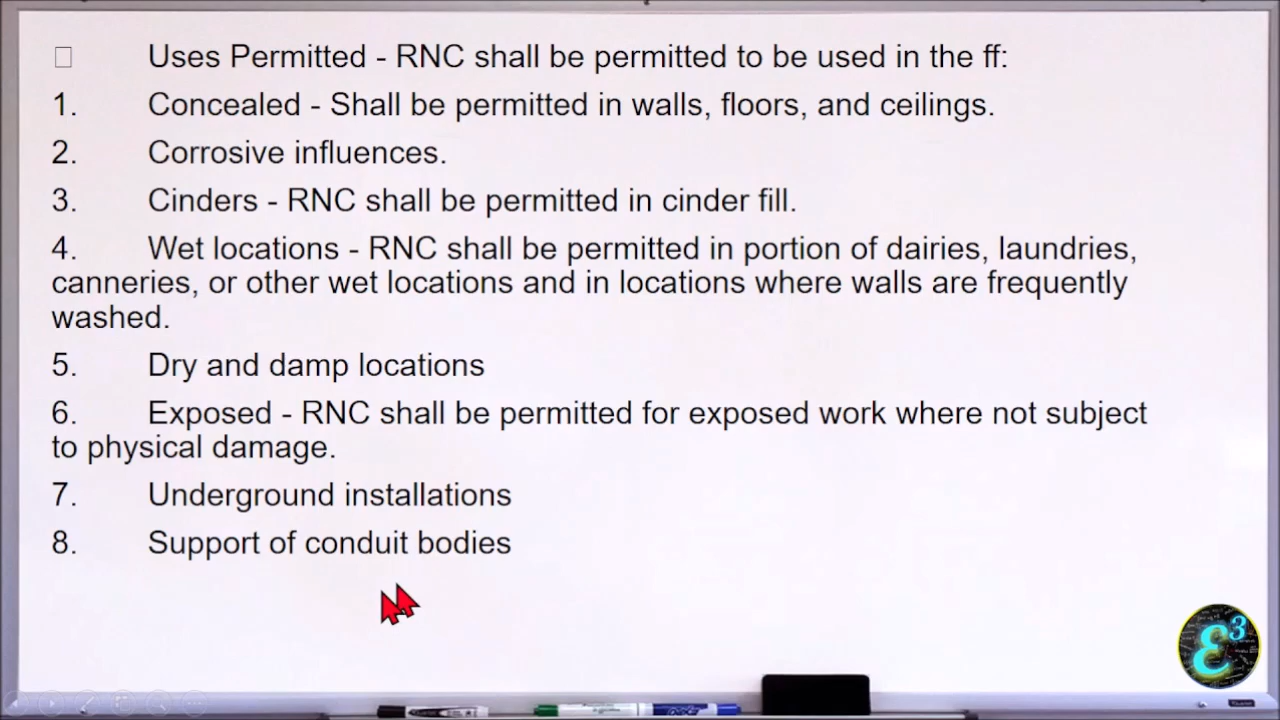 Uses Permitted - RNC shall be permitted to be used in the ff:
1. Concealed - Shall be permitted in walls, floors, and ceilings.
2. Corrosive influences.
3. Cinders - RNC shall be permitted in cinder fill.
4. Wet locations - RNC shall be permitted in portion of dairies, laundries,
canneries, or other wet locations and in locations where walls are frequently
washed.
5. Dry and damp locations
6. Exposed - RNC shall be permitted for exposed work where not subject
to physical damage.
7. Underground installations
8. Support of conduit bodies
ε3